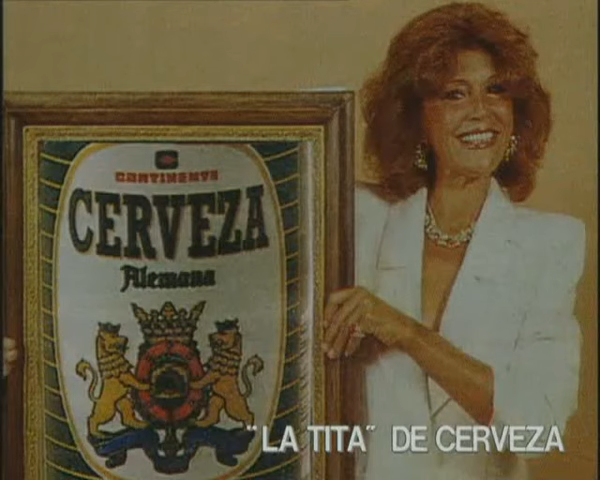 CONTINENTE
CERVEZA
Alemana
"LA TITA" DE CERVEZA